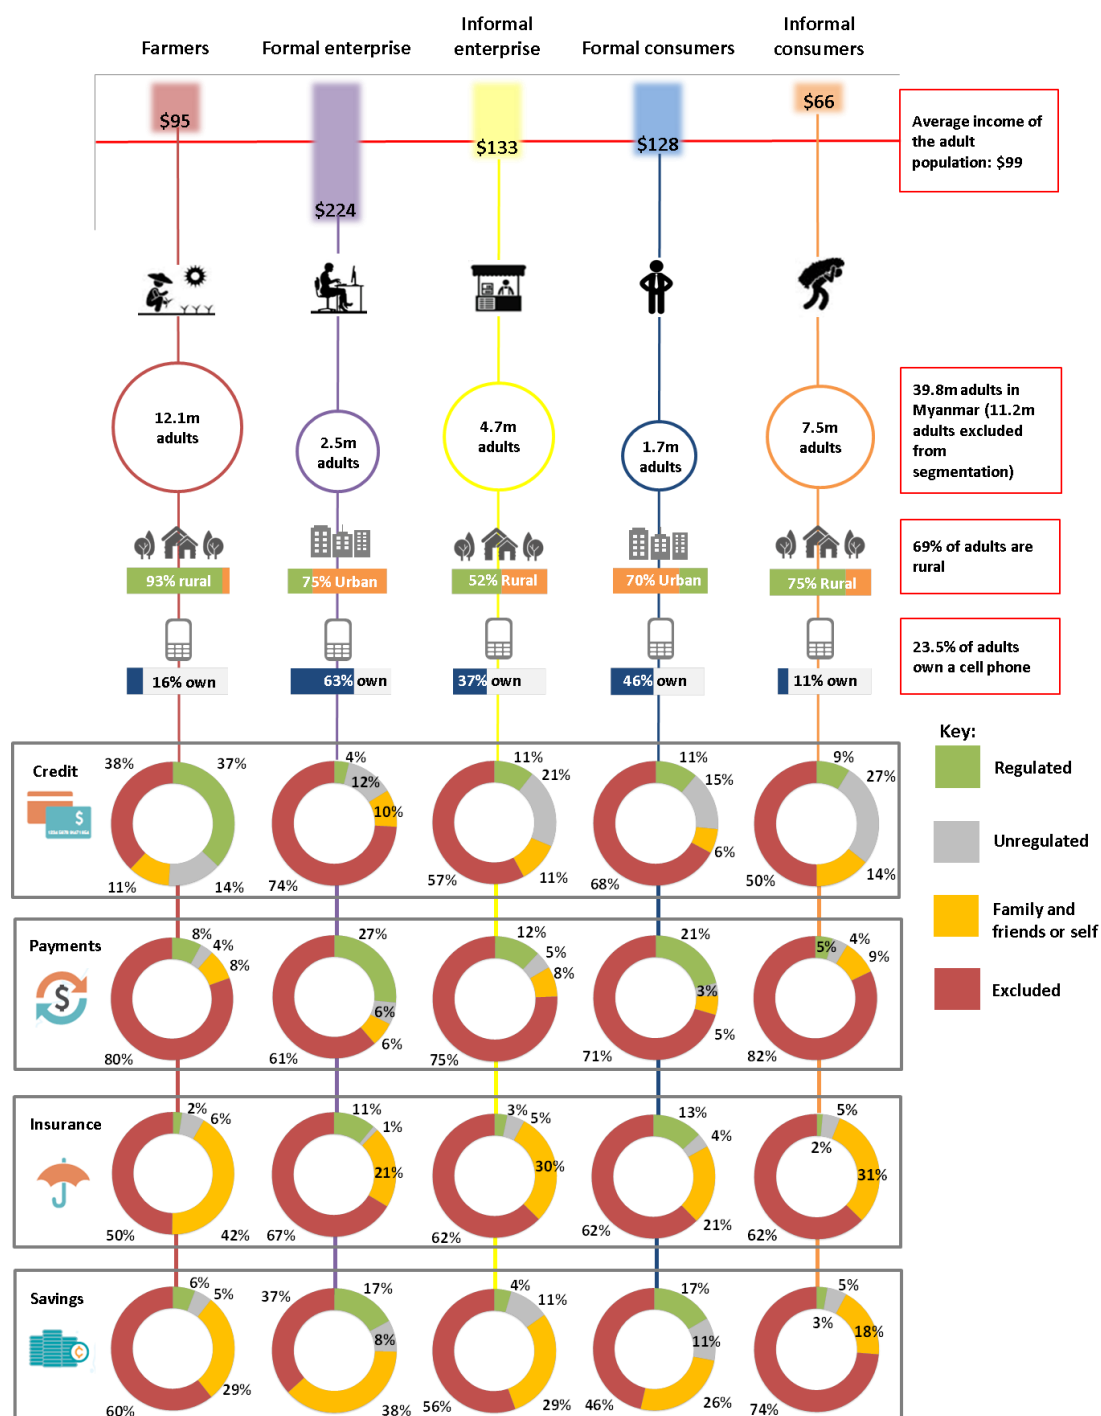 Farmers
Formal enterprise
Informal
enterprise
Formal consumers
Informal
consumers
$95
$224
$133
$128
$66
Average income of
the adult
population: $99
12.1m
adults
2.5m
adults
4.7m
adults
1.7m
adults
7.5m
adults
39.8m adults in
Myanmar (11.2m
adults excluded
from
segmentation)
93% rural
75% Urban
52% Rural
70% Urban
75% Rural
69% of adults are
rural
16% own
63% own
37% own
46% own
11% own
23.5% of adults
own a cell phone
Key:
Regulated
Unregulated
Family and
friends or self
Excluded
Credit
38%
37%
11%
14%
4%
12%
10%
74%
11%
21%
57%
11%
11%
15%
6%
68%
9%
27%
50%
14%
Payments
8%
4%
8%
80%
27%
6%
6%
61%
12%
5%
8%
75%
21%
3%
5%
71%
5%
4%
9%
82%
Insurance
2%
6%
50%
42%
11%
1%
21%
67%
3%
5%
30%
62%
13%
4%
62%
21%
5%
2%
31%
62%
Savings
6%
5%
29%
60%
37%
17%
8%
38%
4%
11%
56%
29%
17%
11%
46%
26%
5%
3%
18%
74%